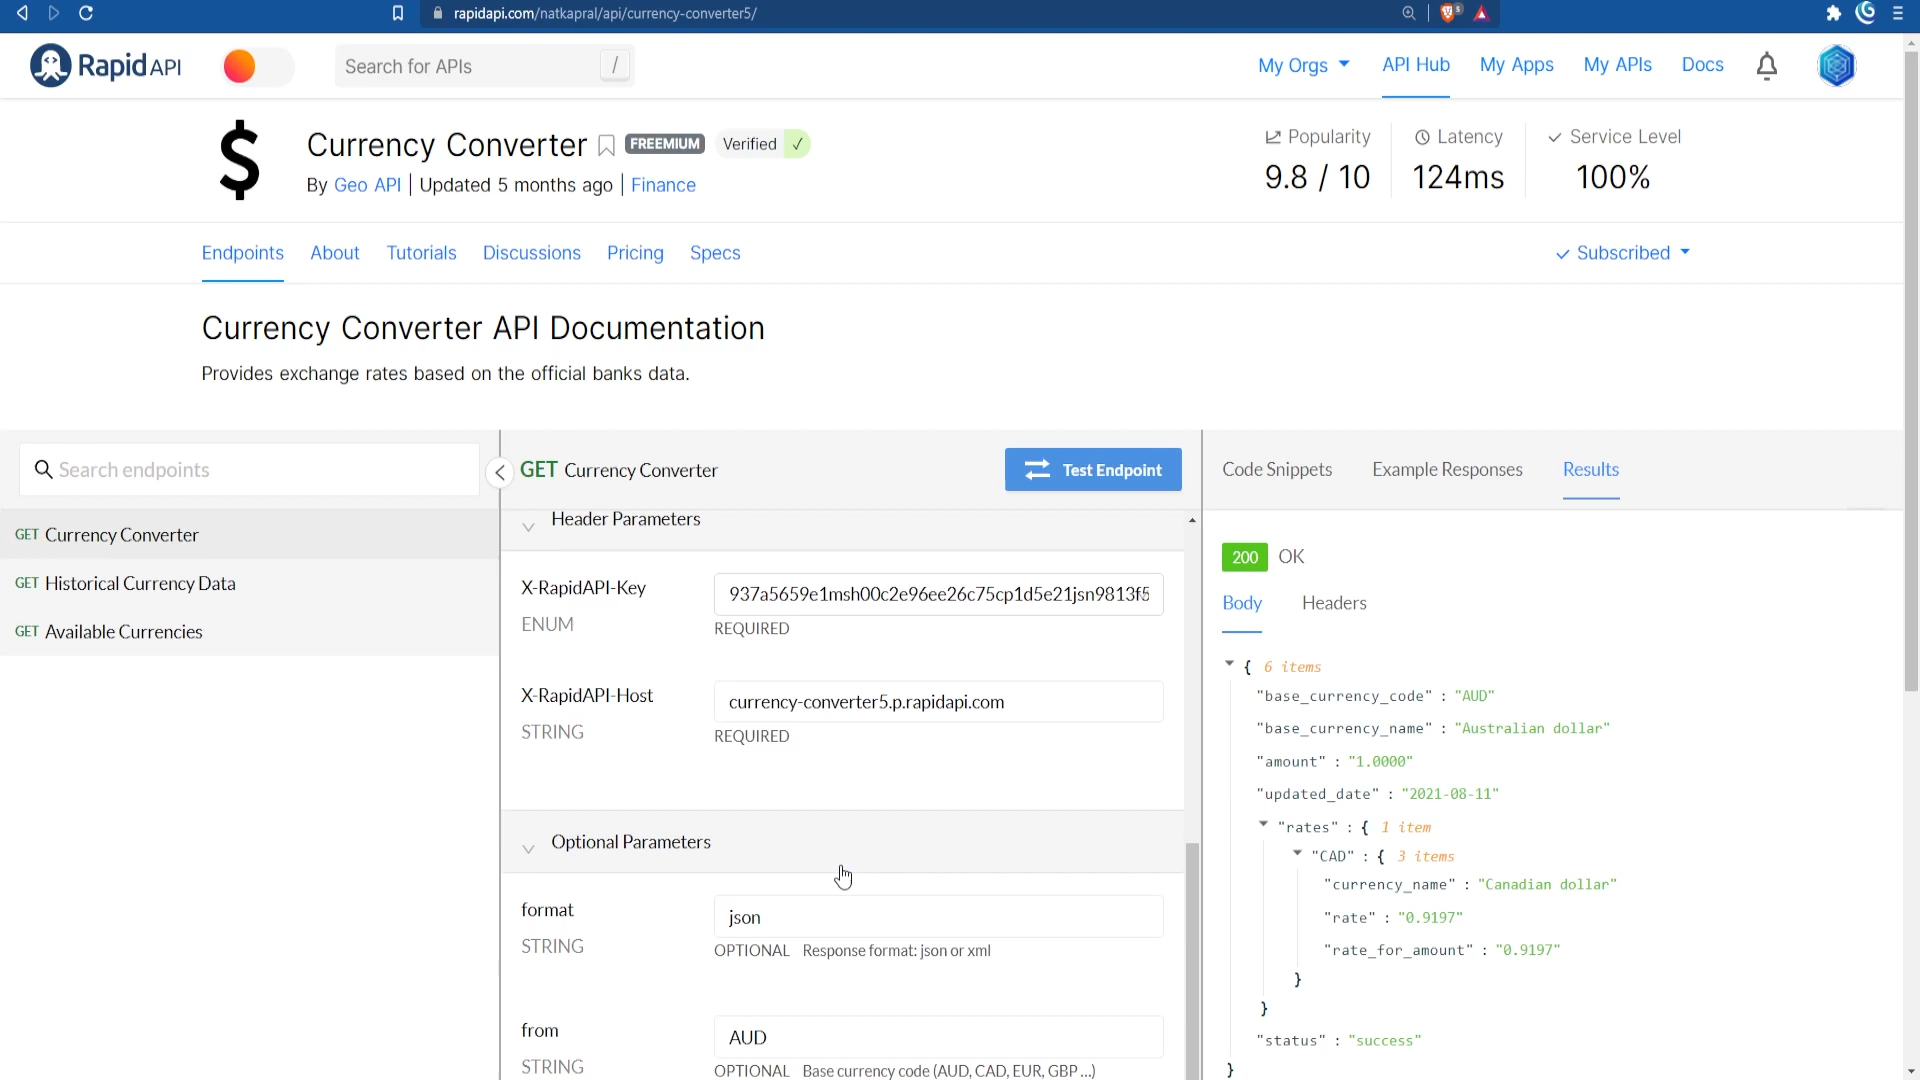 rapidapi.com/natkapral/api/currency-converter5/
RapidAPI
Search for APIs /
My Orgs API Hub My Apps My APIs Docs
$
Currency Converter FREEMIUM Verified ✓
By Geo API | Updated 5 months ago | Finance
Popularity Latency Service Level
9.8 / 10 124ms 100%
Endpoints About Tutorials Discussions Pricing Specs Subscribed
Currency Converter API Documentation
Provides exchange rates based on the official banks data.
Search endpoints
GET Currency Converter
GET Historical Currency Data
GET Available Currencies
GET Currency Converter Test Endpoint
Header Parameters
X-RapidAPI-Key 937a5659e1msh00c2e96ee26c75cp1d5e21jsn9813f5
ENUM REQUIRED
X-RapidAPI-Host currency-converter5.p.rapidapi.com
STRING REQUIRED
Optional Parameters
format json
STRING OPTIONAL Response format: json or xml
from AUD
STRING OPTIONAL Base currency code (AUD, CAD, EUR, GBP ...)
Code Snippets Example Responses Results
200 OK
Body Headers
{ 6 items
"base_currency_code" : "AUD"
"base_currency_name" : "Australian dollar"
"amount" : "1.0000"
"updated_date" : "2021-08-11"
"rates" : { 1 item
"CAD" : { 3 items
"currency_name" : "Canadian dollar"
"rate" : "0.9197"
"rate_for_amount" : "0.9197"
}
}
"status" : "success"
}